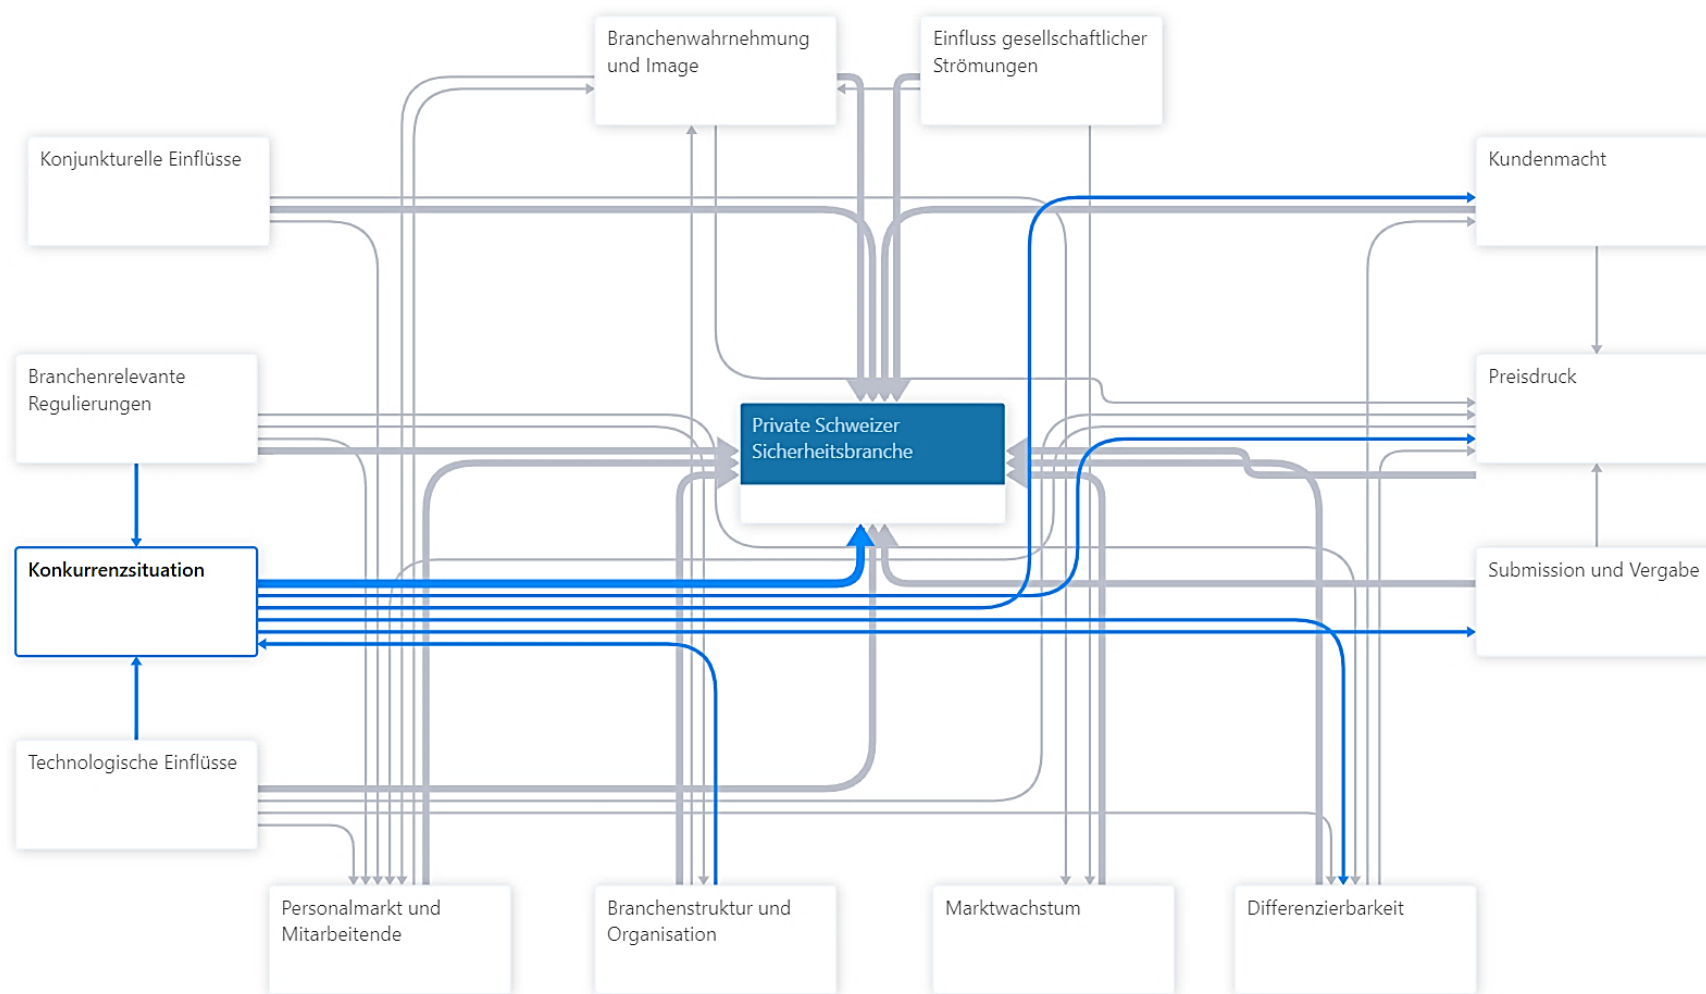 Branchenwahrnehmung
und Image
Einfluss gesellschaftlicher
Strömungen
Konjunkturelle Einflüsse
Kundenmacht
Branchenrelevante
Regulierungen
Preisdruck
Private Schweizer
Sicherheitsbranche
Konkurrenzsituation
Submission und Vergabe
Technologische Einflüsse
Personalmarkt und
Mitarbeitende
Branchenstruktur und
Organisation
Marktwachstum
Differenzierbarkeit